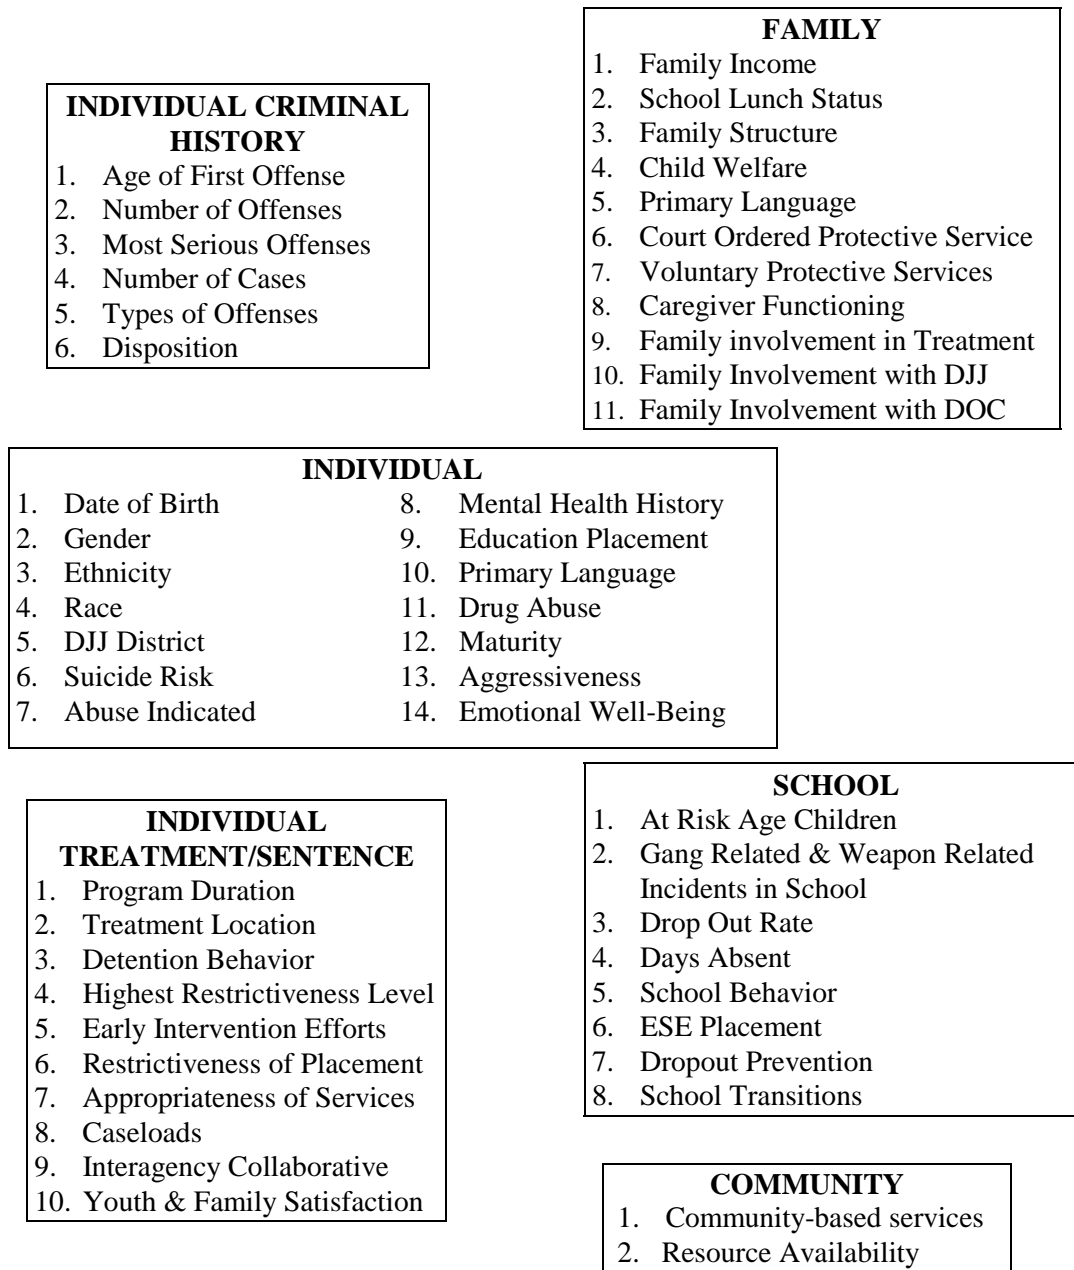 INDIVIDUAL CRIMINAL
HISTORY
1. Age of First Offense
2. Number of Offenses
3. Most Serious Offenses
4. Number of Cases
5. Types of Offenses
6. Disposition
FAMILY
1. Family Income
2. School Lunch Status
3. Family Structure
4. Child Welfare
5. Primary Language
6. Court Ordered Protective Service
7. Voluntary Protective Services
8. Caregiver Functioning
9. Family involvement in Treatment
10. Family Involvement with DJJ
11. Family Involvement with DOC
INDIVIDUAL
1. Date of Birth
2. Gender
3. Ethnicity
4. Race
5. DJJ District
6. Suicide Risk
7. Abuse Indicated
8. Mental Health History
9. Education Placement
10. Primary Language
11. Drug Abuse
12. Maturity
13. Aggressiveness
14. Emotional Well-Being
INDIVIDUAL
TREATMENT/SENTENCE
1. Program Duration
2. Treatment Location
3. Detention Behavior
4. Highest Restrictiveness Level
5. Early Intervention Efforts
6. Restrictiveness of Placement
7. Appropriateness of Services
8. Caseloads
9. Interagency Collaborative
10. Youth & Family Satisfaction
SCHOOL
1. At Risk Age Children
2. Gang Related & Weapon Related
Incidents in School
3. Drop Out Rate
4. Days Absent
5. School Behavior
6. ESE Placement
7. Dropout Prevention
8. School Transitions
COMMUNITY
1. Community-based services
2. Resource Availability